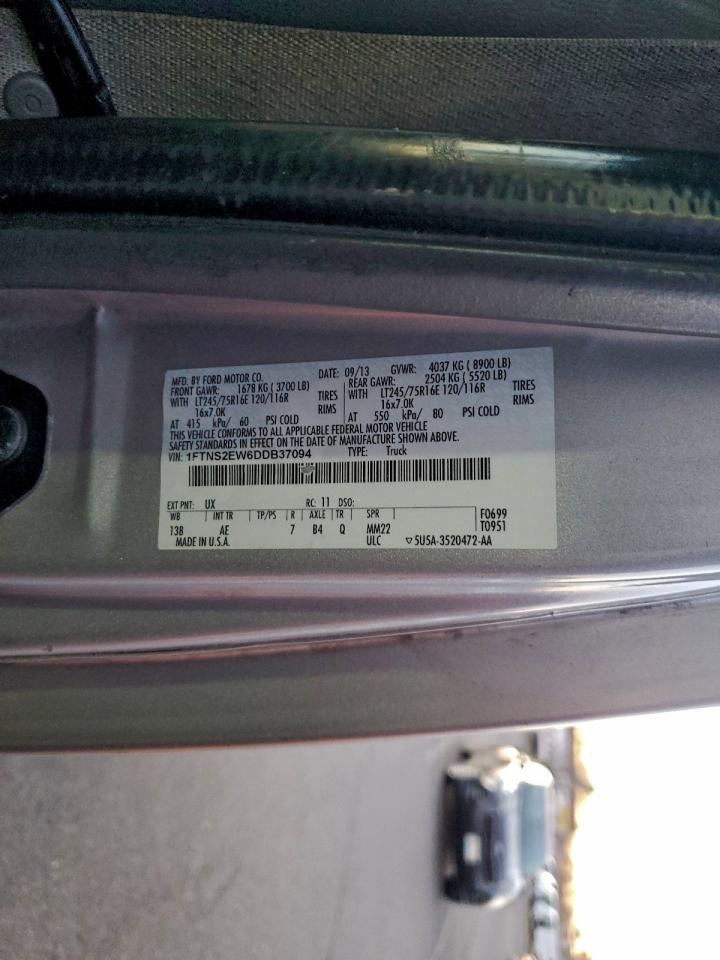 MFD. BY FORD MOTOR CO. DATE: 09/13 GVWR: 4037 KG ( 8900 LB)
FRONT GAWR: 1678 KG ( 3700 LB) REAR GAWR: 2504 KG ( 5520 LB)
WITH LT245/75R16E 120/116R TIRES WITH LT245/75R16E 120/116R TIRES
16x7.0K RIMS 16x7.0K RIMS
AT 415 kPa/ 60 PSI COLD AT 550 kPa/ 80 PSI COLD
THIS VEHICLE CONFORMS TO ALL APPLICABLE FEDERAL MOTOR VEHICLE
SAFETY STANDARDS IN EFFECT ON THE DATE OF MANUFACTURE SHOWN ABOVE.
VIN: 1FTNS2EW6DDB37094 TYPE: Truck
EXT PNT: UX RC: 11 DSO:
WB INT TR TP/PS R AXLE TR SPR F0699
138 AE 7 B4 Q MM22 T0951
MADE IN U.S.A. ULC ▽5U5A-3520472-AA